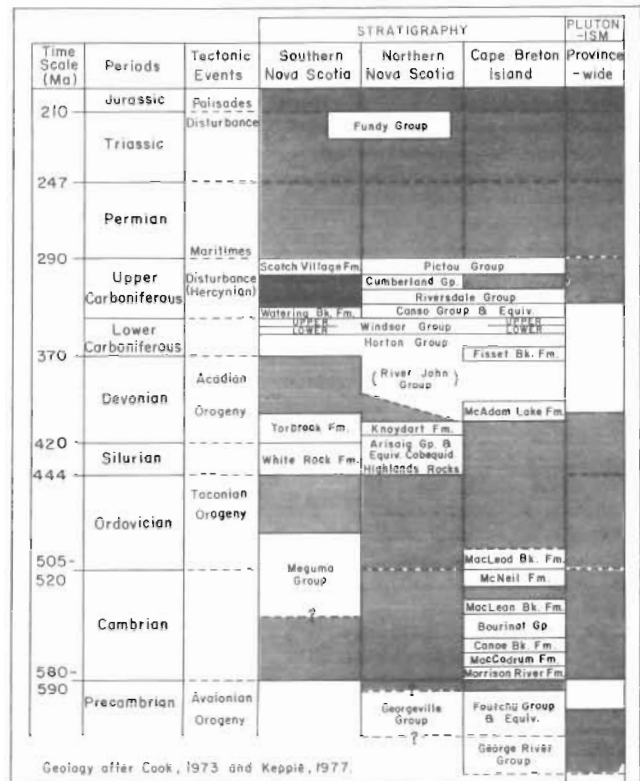 STRATIGRAPHY
PLUTON
-ISM
Time
Scale
(Ma)
Periods
Tectonic
Events
Southern
Nova Scotia
Northern
Nova Scotia
Cape Breton
Island
Province
-wide
Jurassic
Palisades
210
Disturbance
Fundy Group
Triassic
247
Permian
Maritimes
290
Scotch Village Fm.
Pictou Group
Upper
Carboniferous
Disturbance
(Hercynian)
Cumberland Gp.
Riversdale Group
Watering Bk. Fm.
Canso Group & Equiv.
Lower
Carboniferous
UPPER
LOWER
Windsor Group
UPPER
LOWER
Horton Group
370
Fisset Bk. Fm.
Devonian
Acadian
Orogeny
(River John
Group)
McAdam Lake Fm.
Torbrock Fm.
Knoydart Fm.
420
Silurian
White Rock Fm.
Arisaig Gp. &
Equiv. Cobequid
Highlands Rocks
444
Ordovician
Taconian
Orogeny
505-
520
MacLeod Bk. Fm.
McNeil Fm.
Meguma
Group
?
MacLean Bk. Fm.
Cambrian
Bourinot Gp
Canoe Bk. Fm.
MacCodrum Fm
580-
590
Morrison River Fm.
?
Precambrian
Avalonian
Orogeny
Georgeville
Group
?
Fourchu Group
& Equiv.
George River
Group
Geology after Cook, 1973 and Keppie, 1977.